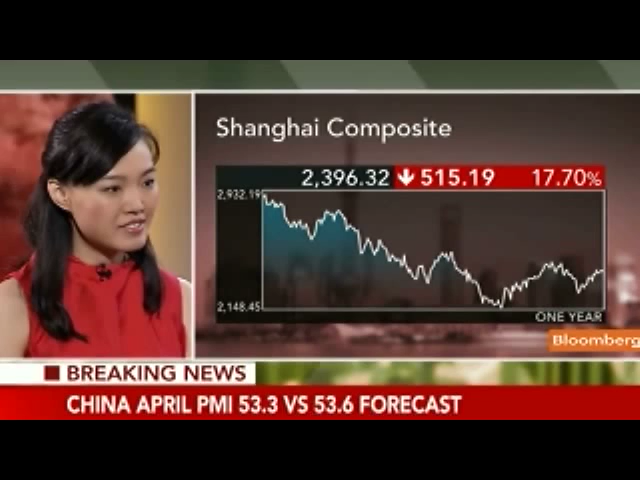 Shanghai Composite
2,396.32 515.19 17.70%
2,932.19
2,148.45
ONE YEAR
Bloomberg
BREAKING NEWS
CHINA APRIL PMI 53.3 VS 53.6 FORECAST